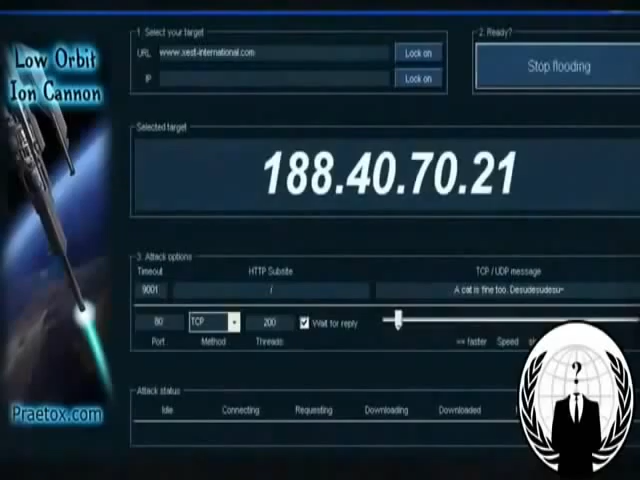 Low Orbit
Ion Cannon
1. Select your target
URL
www.xest-international.com
Lock on
IP
Lock on
2. Ready?
Stop flooding
Selected target
188.40.70.21
3. Attack options
Timeout
HTTP Subsite
TCP / UDP message
9001
/
A cat is fine too. Desudesudesu~
80
TCP
200
Wait for reply
Port
Method
Threads
<= faster
Speed
Attack status
Idle
Connecting
Requesting
Downloading
Downloaded
Praetox.com
?